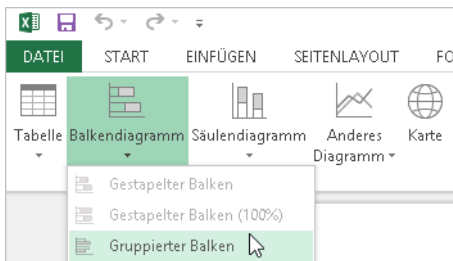 DATEI START EINFÜGEN SEITENLAYOUT FO
Tabelle Balkendiagramm Säulendiagramm Anderes Diagramm Karte
Gestapelter Balken
Gestapelter Balken (100%)
Gruppierter Balken